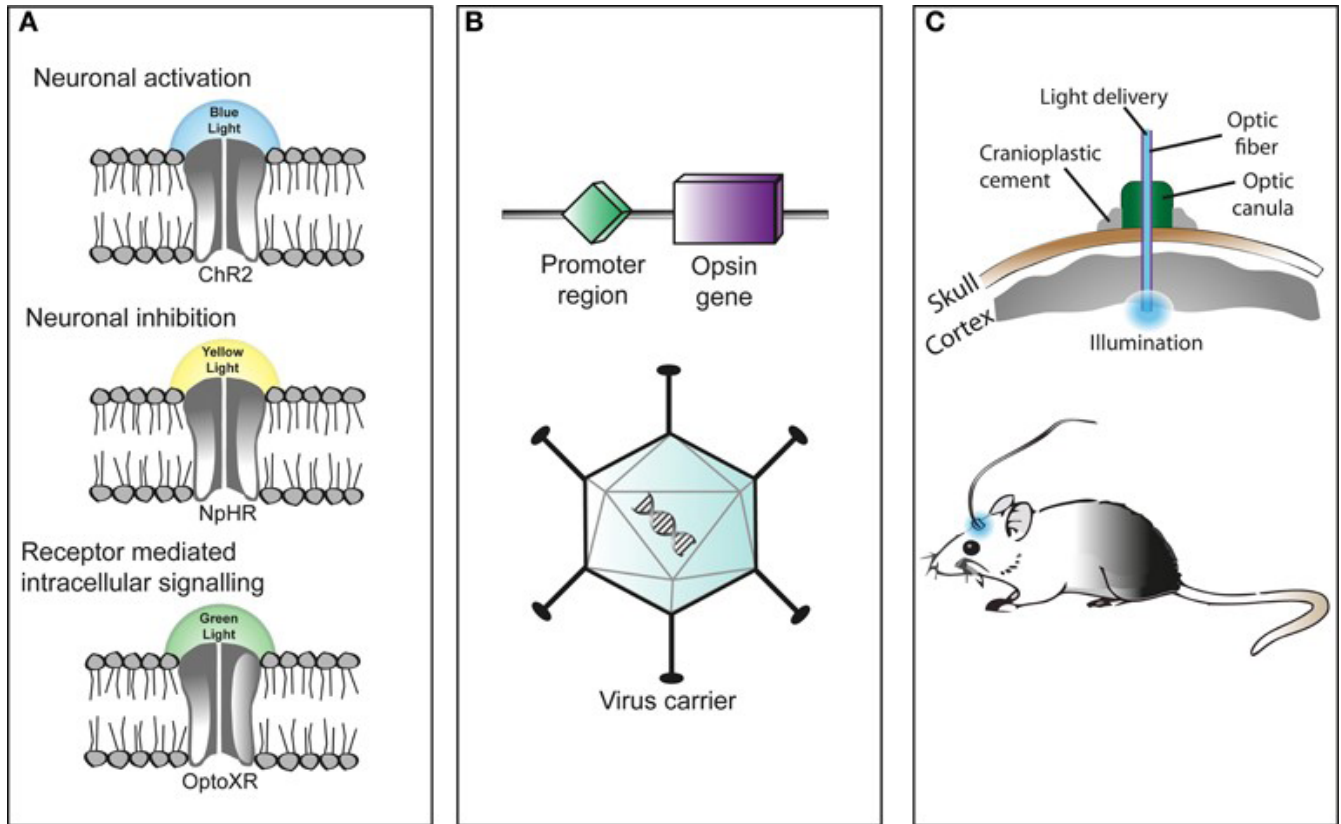 A
Neuronal activation
Blue
Light
ChR2
Neuronal inhibition
Yellow
Light
NpHR
Receptor mediated
intracellular signalling
Green
Light
OptoXR
B
Promoter
region
Opsin
gene
Virus carrier
C
Light delivery
Optic
fiber
Cranioplastic
cement
Optic
canula
Skull
Cortex
Illumination